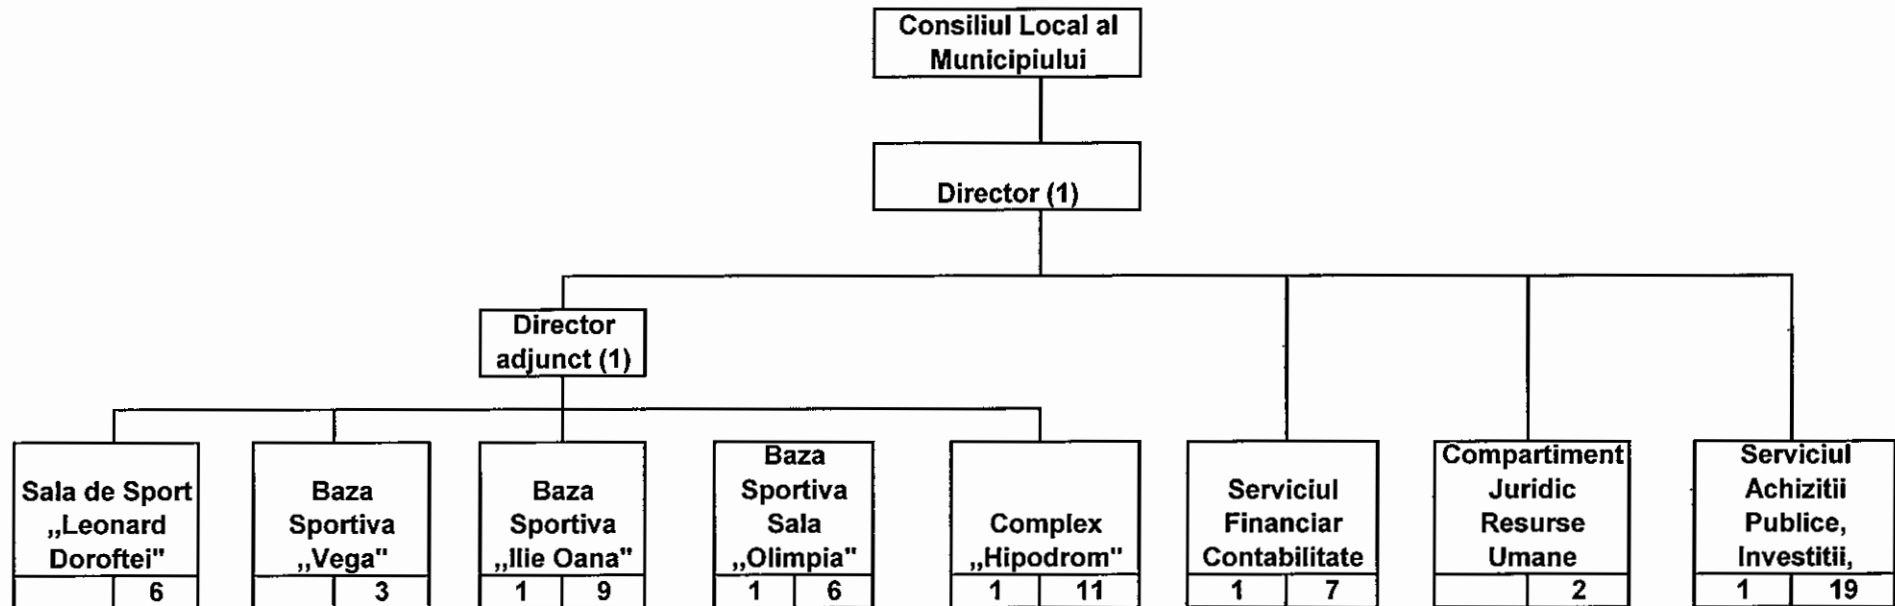 Consiliul Local al
Municipiului
Director (1)
Director
adjunct (1)
Sala de Sport
,,Leonard
Doroftei"
6
Baza
Sportiva
,,Vega"
3
Baza
Sportiva
,,Ilie Oana"
1 9
Baza
Sportiva
Sala
,,Olimpia"
1 6
Complex
,,Hipodrom"
1 11
Serviciul
Financiar
Contabilitate
1 7
Compartiment
Juridic
Resurse
Umane
2
Serviciul
Achizitii
Publice,
Investitii,
1 19